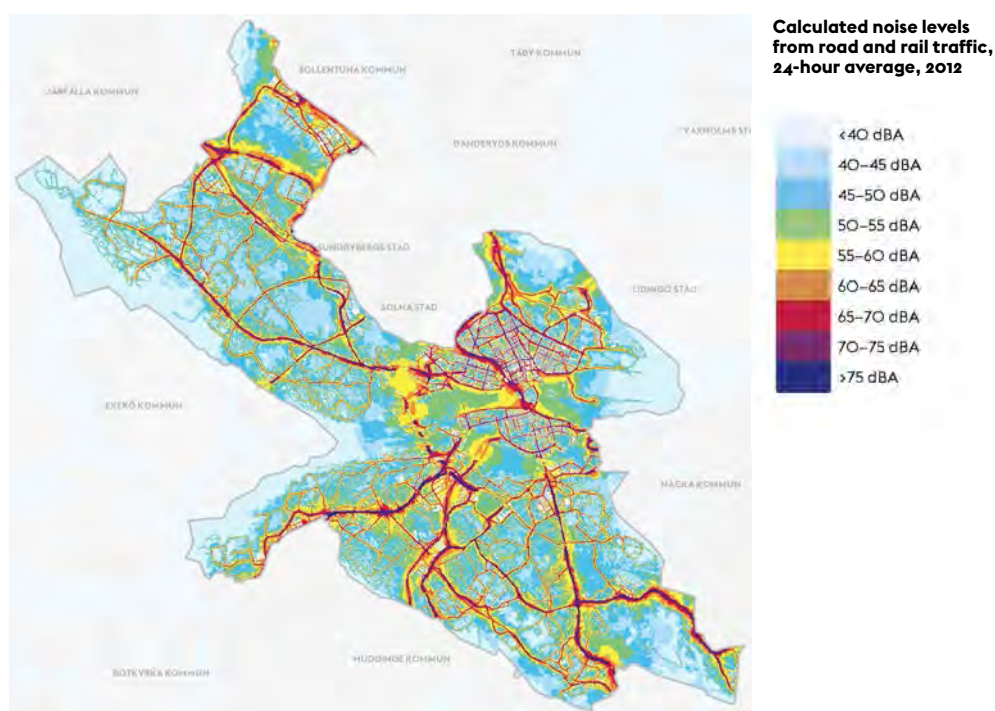 Calculated noise levels
from road and rail traffic,
24-hour average, 2012
TÄBY KOMMUN
SOLLENTUNA KOMMUN
JÄRFÄLLA KOMMUN
DANDERYDS KOMMUN
VAXHOLMS ST
SUNDBYBERGS STAD
LIDINGÖ STAD
SOLNA STAD
EKERÖ KOMMUN
NACKA KOMMUN
HUDDINGE KOMMUN
BOTKYRKA KOMMUN
<40 dBA
40–45 dBA
45–50 dBA
50–55 dBA
55–60 dBA
60–65 dBA
65–70 dBA
70–75 dBA
>75 dBA